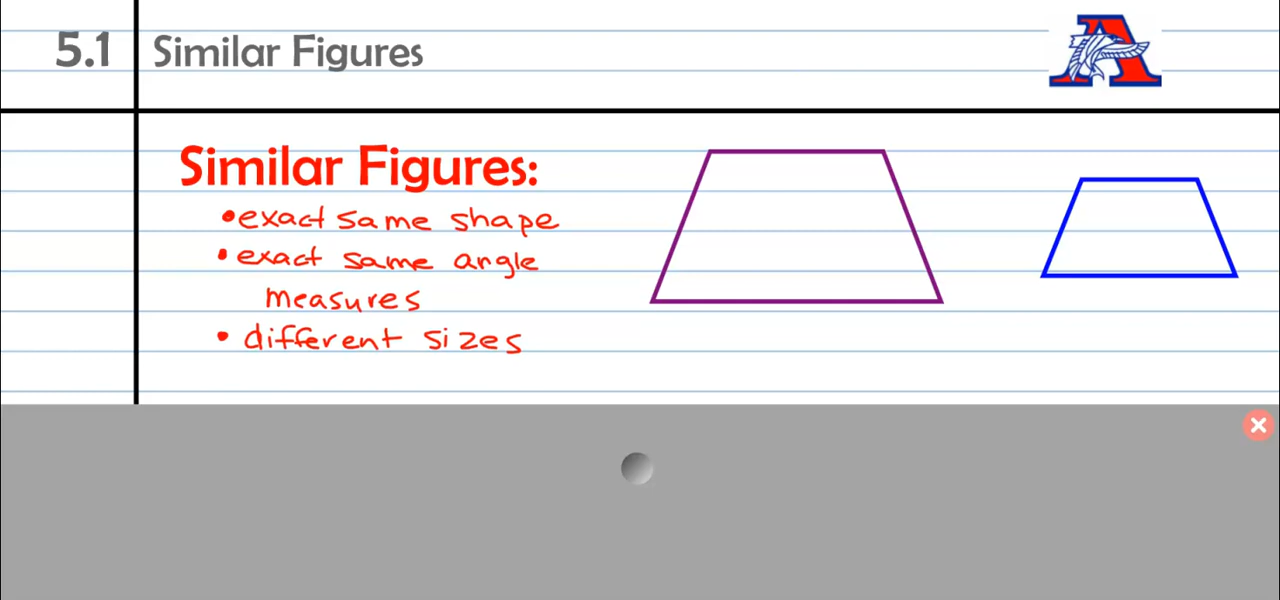 5.1 Similar Figures
A
Similar Figures:
•exact same shape
•exact same angle
measures
•different sizes